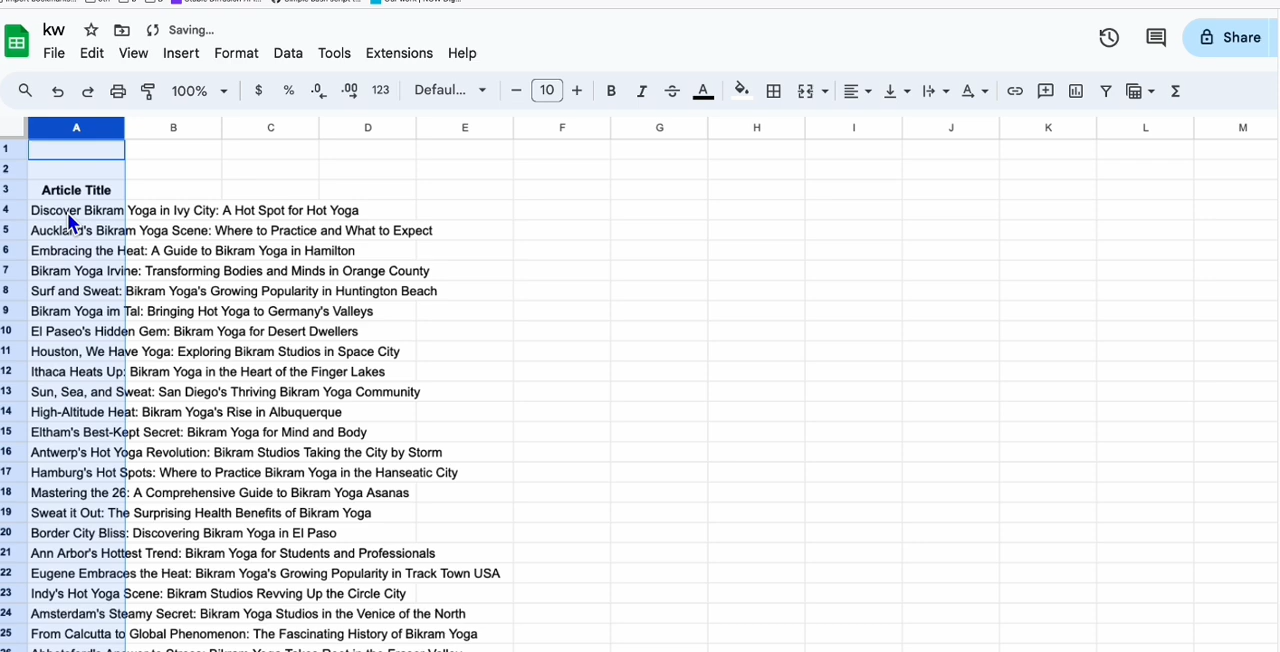 kw Saving...
File Edit View Insert Format Data Tools Extensions Help
Share
100% $ % .0 .00 123 Defaul... 10 B I S A
A B C D E F G H I J K L M
1
2
3 Article Title
4 Discover Bikram Yoga in Ivy City: A Hot Spot for Hot Yoga
5 Auckland's Bikram Yoga Scene: Where to Practice and What to Expect
6 Embracing the Heat: A Guide to Bikram Yoga in Hamilton
7 Bikram Yoga Irvine: Transforming Bodies and Minds in Orange County
8 Surf and Sweat: Bikram Yoga's Growing Popularity in Huntington Beach
9 Bikram Yoga im Tal: Bringing Hot Yoga to Germany's Valleys
10 El Paseo's Hidden Gem: Bikram Yoga for Desert Dwellers
11 Houston, We Have Yoga: Exploring Bikram Studios in Space City
12 Ithaca Heats Up: Bikram Yoga in the Heart of the Finger Lakes
13 Sun, Sea, and Sweat: San Diego's Thriving Bikram Yoga Community
14 High-Altitude Heat: Bikram Yoga's Rise in Albuquerque
15 Eltham's Best-Kept Secret: Bikram Yoga for Mind and Body
16 Antwerp's Hot Yoga Revolution: Bikram Studios Taking the City by Storm
17 Hamburg's Hot Spots: Where to Practice Bikram Yoga in the Hanseatic City
18 Mastering the 26: A Comprehensive Guide to Bikram Yoga Asanas
19 Sweat it Out: The Surprising Health Benefits of Bikram Yoga
20 Border City Bliss: Discovering Bikram Yoga in El Paso
21 Ann Arbor's Hottest Trend: Bikram Yoga for Students and Professionals
22 Eugene Embraces the Heat: Bikram Yoga's Growing Popularity in Track Town USA
23 Indy's Hot Yoga Scene: Bikram Studios Revving Up the Circle City
24 Amsterdam's Steamy Secret: Bikram Yoga Studios in the Venice of the North
25 From Calcutta to Global Phenomenon: The Fascinating History of Bikram Yoga